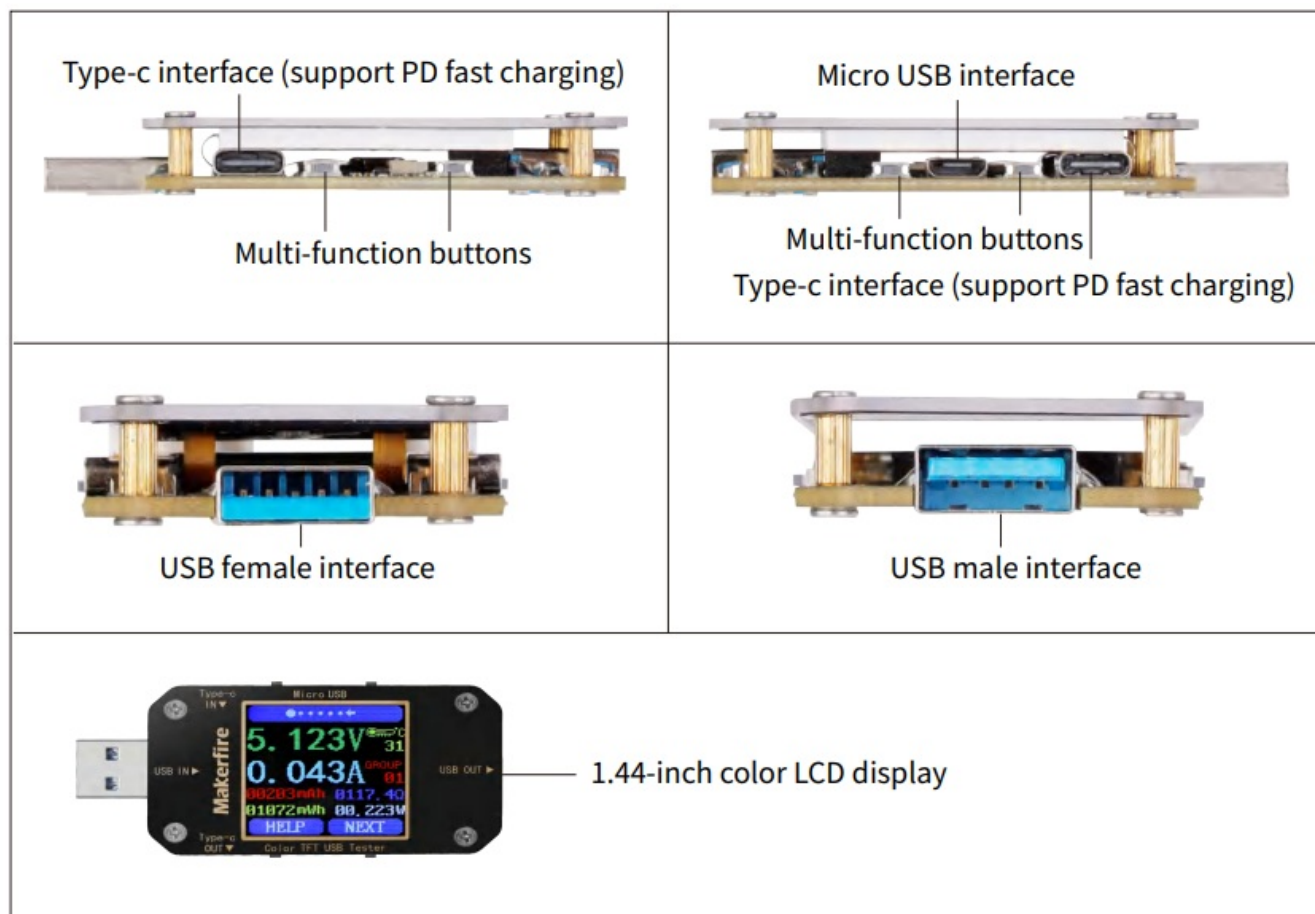 Type-c interface (support PD fast charging)
Multi-function buttons
Micro USB interface
Multi-function buttons
Type-c interface (support PD fast charging)
USB female interface
USB male interface
Type-c
IN▼
Micro USB
USB IN▶
Makerfire
5.123V
°C
31
0.043A
GROUP
01
00203mAh 0117.4Ω
01072mWh 00.223W
HELP NEXT
USB OUT▶
Type-c
OUT▼
Color TFT USB Tester
1.44-inch color LCD display